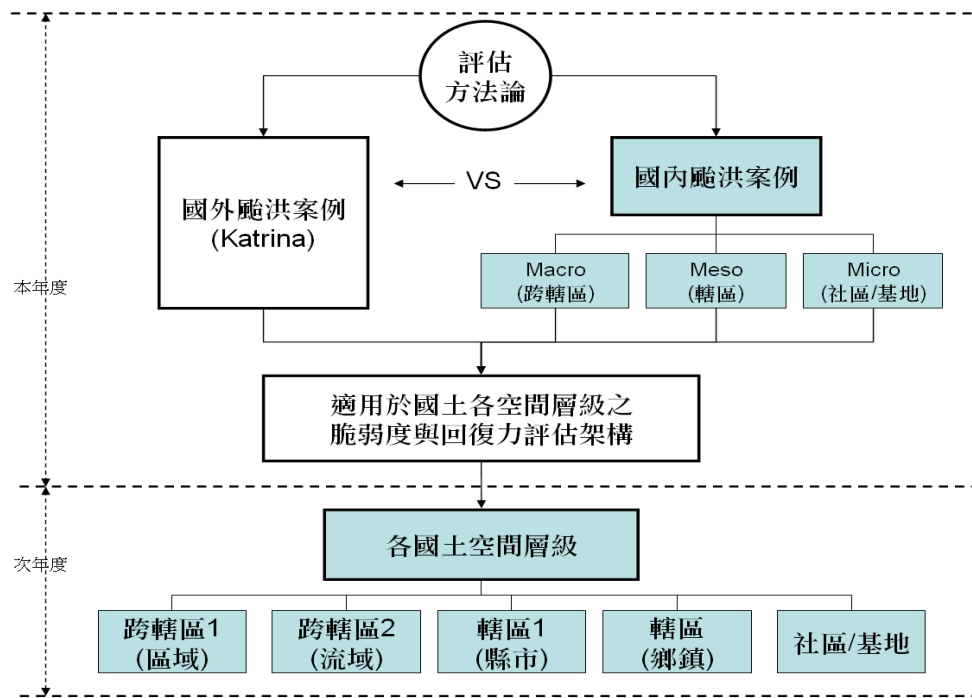 評估
方法論
國外颱洪案例
(Katrina)
VS
國內颱洪案例
Macro
(跨轄區)
Meso
(轄區)
Micro
(社區/基地)
本年度
適用於國土各空間層級之
脆弱度與回復力評估架構
次年度
各國土空間層級
跨轄區1
(區域)
跨轄區2
(流域)
轄區1
(縣市)
轄區
(鄉鎮)
社區/基地